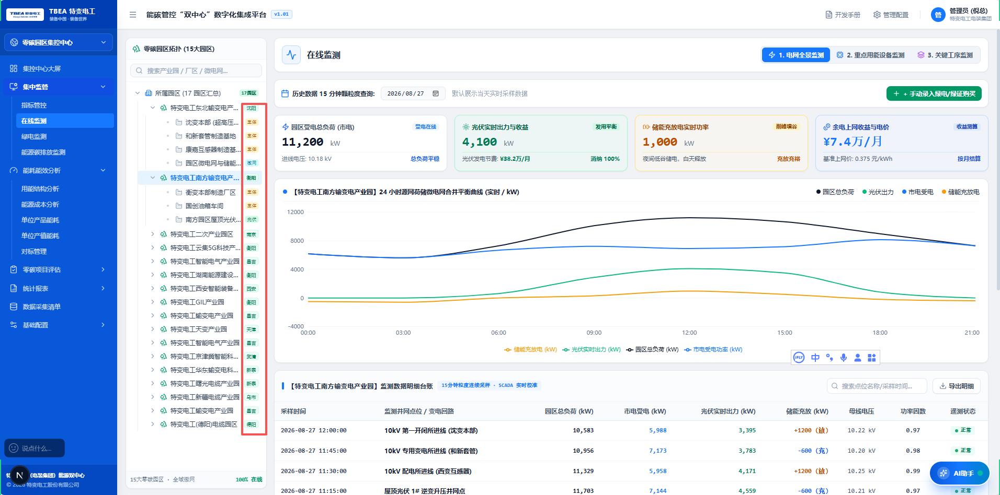 TBEA 特变电工
TBEA 特变电工
装备中国·装备世界
能碳管控“双中心”数字化集成平台 v1.01
开发手册
管理配置
管
管理员 (倪总)
特变电工电装集团
零碳园区集控中心
集控中心大屏
集中监管
指标管控
在线监测
绿电监测
能源碳排放监测
能耗能效分析
用能结构分析
能源成本分析
单位产品能耗
单位产值能耗
对标管理
零碳项目评估
统计报表
数据采集清单
基础配置
说点什么...
N
(电装集团) 能源双中心
© 2026 特变电工股份有限公司
零碳园区拓扑 (15大园区)
搜索产业园 / 厂区 / 微电网...
所属园区 (17 园区汇总) 17园区
特变电工东北输变电产... 沈阳
沈变本部 (超高压... 主体
和新套管制造基地 主体
康嘉互感器制造基... 主体
园区微电网与储能... 微网
特变电工南方输变电产... 衡阳
衡变本部制造厂区 主体
国创油箱车间 主体
南方园区屋顶光伏... 光伏
特变电工二次产业园区 南京
特变电工云集5G科技产... 衡阳
特变电工智能电气产业园 昌吉
特变电工湖南能源建设... 衡阳
特变电工西安智能装备... 西安
特变电工GIL产业园 衡阳
特变电工输变电产业园 昌吉
特变电工天变产业园 天津
特变电工智能电气产业园 昌吉
特变电工京津冀智能科... 武清
特变电工华东输变电科... 新泰
特变电工曙光电缆产业园 新泰
特变电工新疆电缆产业园 乌市
特变电工输变电产业园 昌吉
特变电工(德阳)电缆园区 德阳
15大零碳园区 · 全域微网 100% 在线
在线监测
1. 电网全景监测
2. 重点用能设备监测
3. 关键工序监测
历史数据 15 分钟颗粒度查询: 2026/08/27 默认展示当天实时采样数据
+ + 手动录入绿电/绿证购买
园区受电总负荷 (市电) 受电在线
11,200 kW
进线电压: 10.18 kV 总负荷平稳
光伏实时出力与收益 发用平衡
4,100 kW
光伏发电节费: ¥38.2万/月 消纳 100%
储能充放电实时功率 削峰填谷
1,000 kW
夜间低谷储电，白天释放 充放充裕
余电上网收益与电价 收益测算
¥7.4万/月
基准上网价: 0.375 元/kWh 按月结算
【特变电工南方输变电产业园】24 小时源网荷储微电网合并平衡曲线 (实时 / kW)
园区总负荷 光伏出力 市电受电 储能充放电
12000
8000
4000
0
-4000
00:00 03:00 06:00 09:00 12:00 15:00 18:00 21:00
储能充放电 (kW) 光伏实时出力 (kW) 园区总负荷 (kW) 市电受电功率 (kW)
iFLY 中
【特变电工南方输变电产业园】监测数据明细台账 15分钟粒度连续采样 · SCADA 实时校准
搜索点位名称/采样时间...
导出明细
采样时间 监测并网点位 / 变电回路 园区总负荷 (kW) 市电受电 (kW) 光伏实时出力 (kW) 储能充放 (kW) 母线电压 功率因数 遥测状态
2026-08-27 12:00:00 10kV 第一开闭所进线 (沈变本部) 10,583 5,988 3,395 +1200 (放) 10.22 kV 0.97 正常
2026-08-27 11:45:00 10kV 专用变电所进线 (和新套管) 10,956 7,173 3,783 -600 (充) 10.20 kV 0.98 正常
2026-08-27 11:30:00 10kV 配电所进线 (西变互感器) 11,329 5,958 4,171 +1200 (放) 10.25 kV 0.99
2026-08-27 11:15:00 屋顶光伏 1# 逆变升压并网点 11,703 7,144 4,559 -600 (充) 10.21 kV 0.97 正常
AI助手